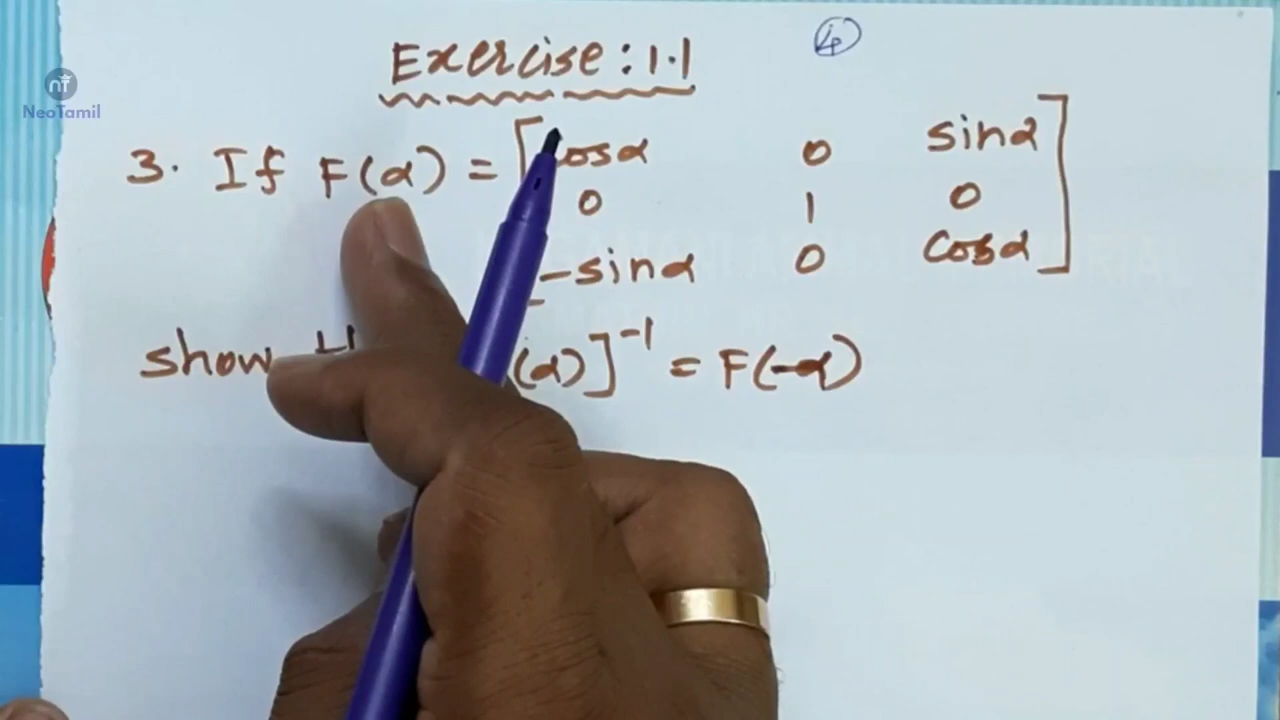 Exercise: 1.1
NeoTamil
3. If F(α) = [cosα 0 sinα
0 1 0
-sinα 0 cosα]
show (α)]⁻¹ = F(-α)